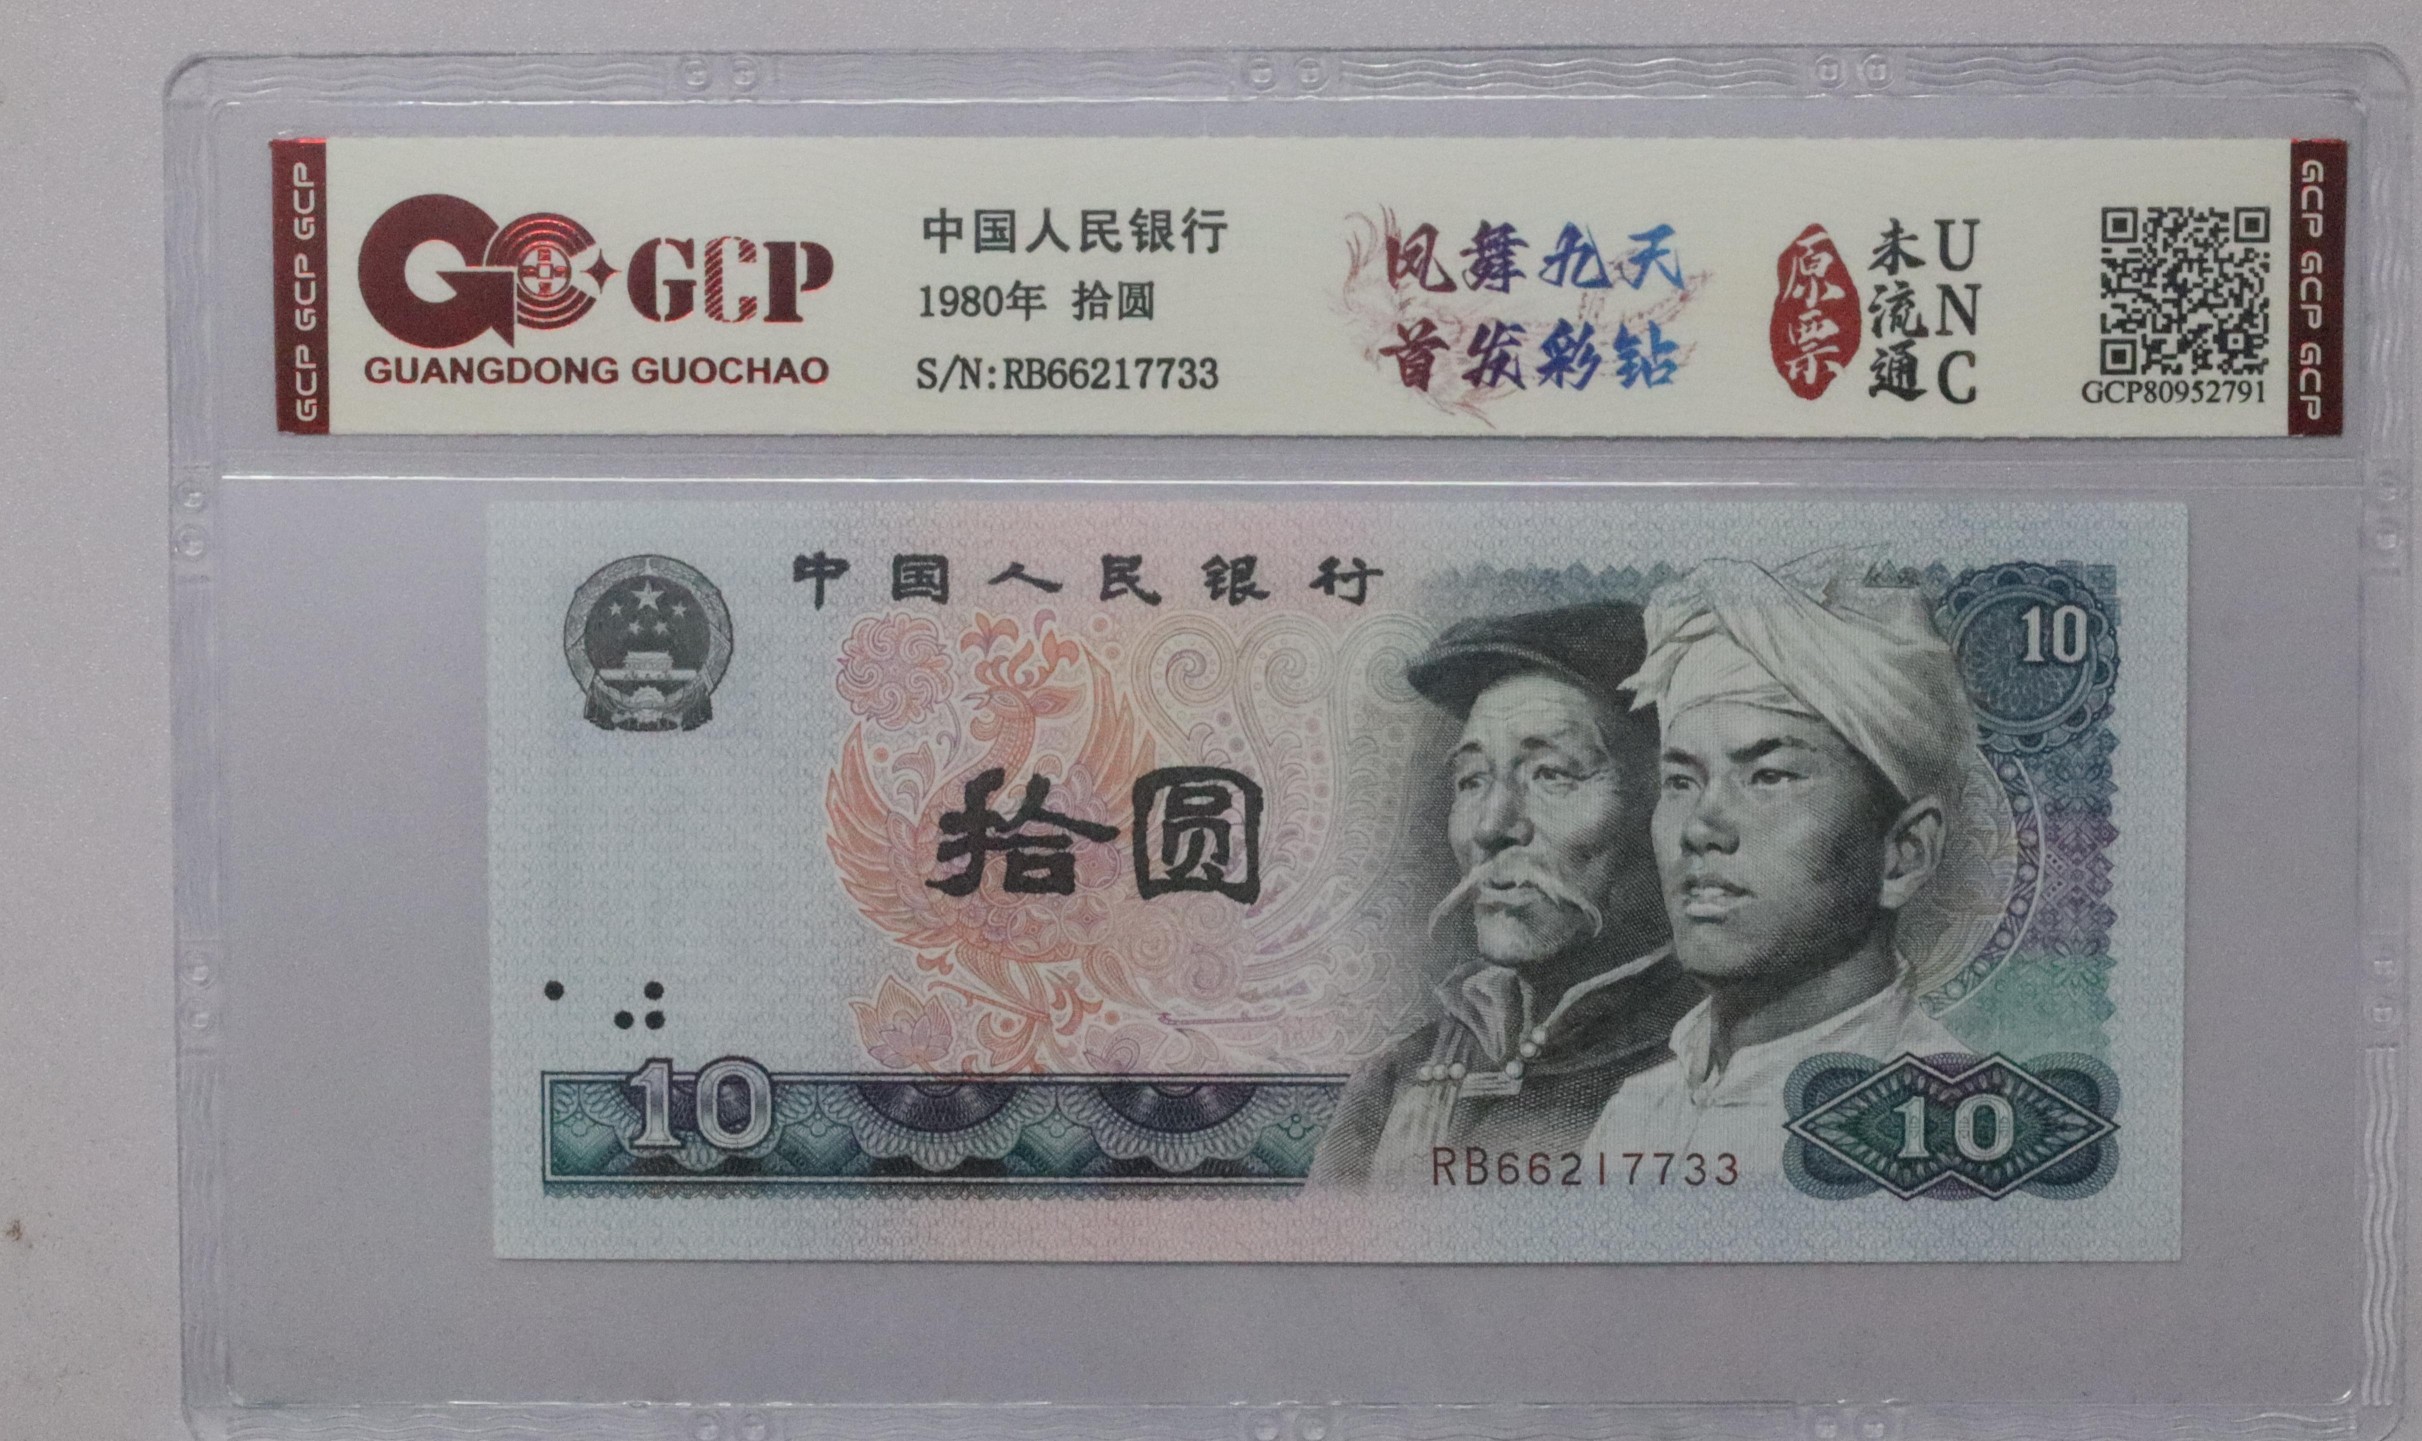 GCP GCP GCP
GCP
GUANGDONG GUOCHAO
中国人民银行
1980年 拾圆
S/N:RB66217733
凤舞九天
首发彩钻
原票
未流通
UNC
GCP80952791
GCP GCP GCP
中国人民银行
10
拾圆
10
RB66217733
10